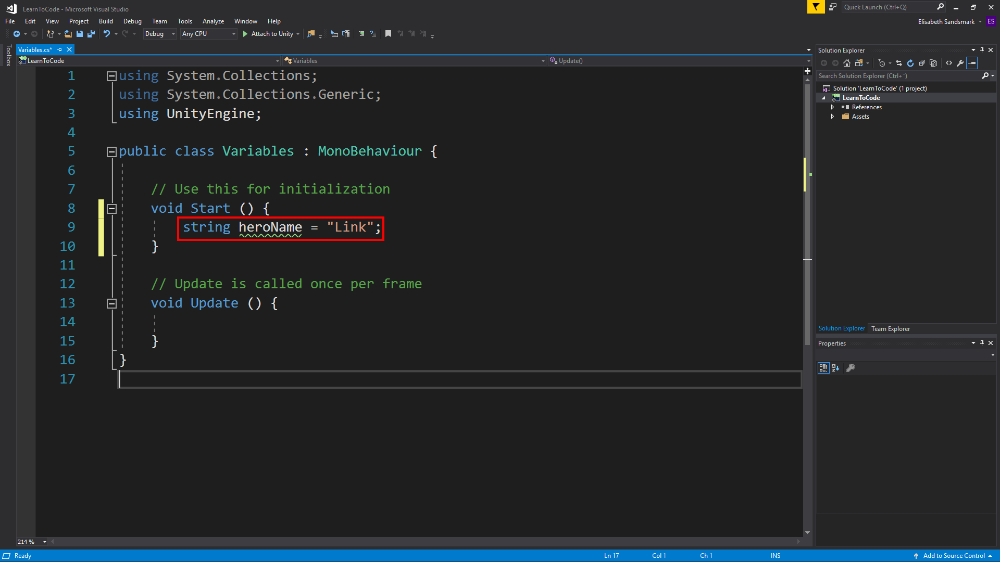 LearnToCode - Microsoft Visual Studio
Quick Launch (Ctrl+Q)
File Edit View Project Build Debug Team Tools Analyze Window Help
Elisabeth Sandsmark ES
Debug Any CPU Attach to Unity
Toolbox
Variables.cs*
LearnToCode Variables Update()
1 using System.Collections;
2 using System.Collections.Generic;
3 using UnityEngine;
4
5 public class Variables : MonoBehaviour {
6
7 // Use this for initialization
8 void Start () {
9 string heroName = "Link";
10 }
11
12 // Update is called once per frame
13 void Update () {
14
15 }
16 }
17
Solution Explorer
Search Solution Explorer (Ctrl+¨)
Solution 'LearnToCode' (1 project)
LearnToCode
References
Assets
Solution Explorer Team Explorer
Properties
214 %
Ready Ln 17 Col 1 Ch 1 INS Add to Source Control